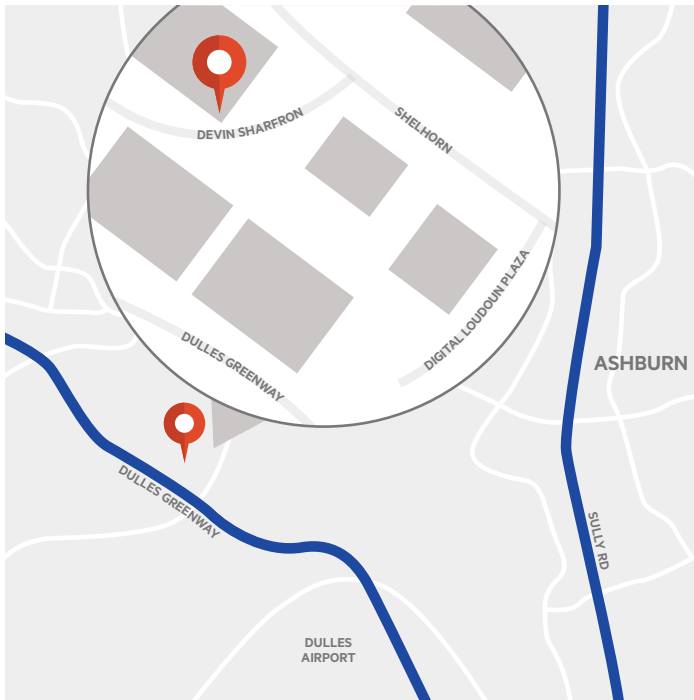 DEVIN SHARFRON
SHELHORN
DIGITAL LOUDOUN PLAZA
DULLES GREENWAY
ASHBURN
DULLES GREENWAY
SULLY RD
DULLES
AIRPORT